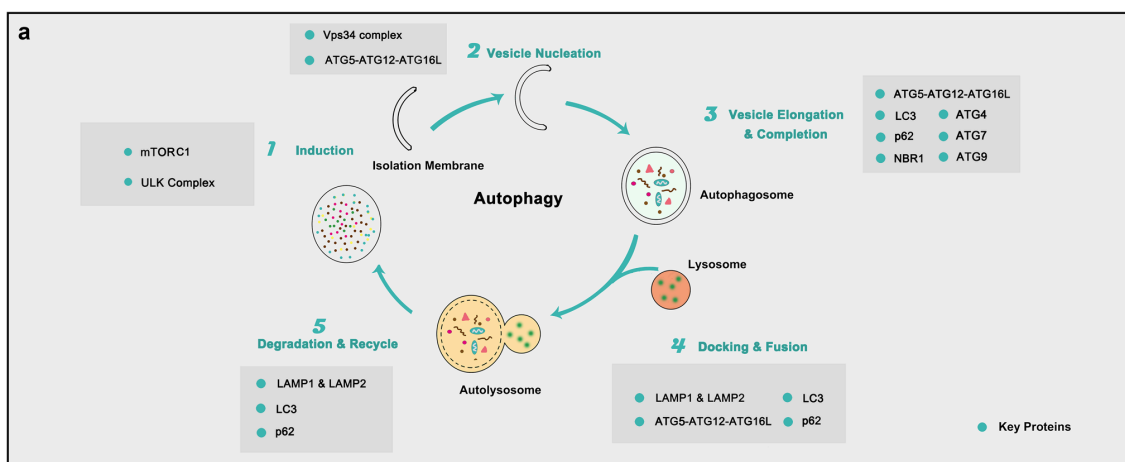 a
Vps34 complex
ATG5-ATG12-ATG16L
2 Vesicle Nucleation
3 Vesicle Elongation
& Completion
ATG5-ATG12-ATG16L
LC3
ATG4
p62
ATG7
NBR1
ATG9
mTORC1
ULK Complex
1 Induction
Isolation Membrane
Autophagy
Autophagosome
Lysosome
5
Degradation & Recycle
LAMP1 & LAMP2
LC3
p62
Autolysosome
4 Docking & Fusion
LAMP1 & LAMP2
LC3
ATG5-ATG12-ATG16L
p62
Key Proteins